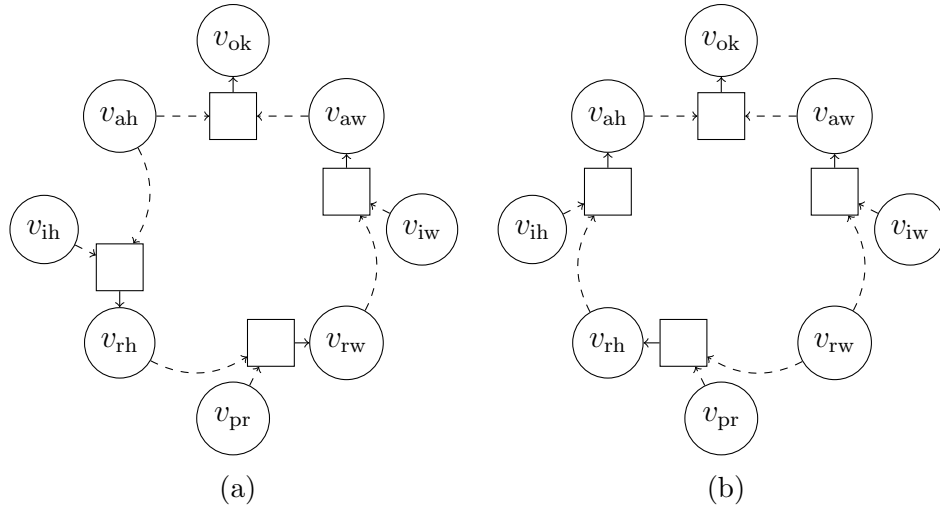 v_ok v_ok
v_ah v_aw v_ah v_aw
v_ih v_iw v_ih v_iw
v_rh v_rw v_rh v_rw
v_pr v_pr
(a) (b)